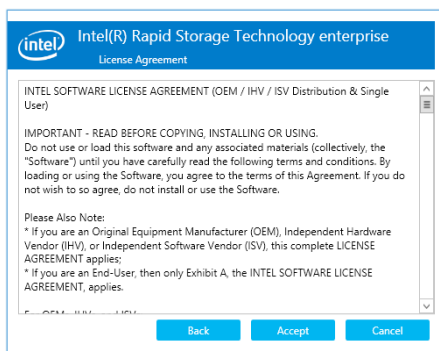 intel
Intel(R) Rapid Storage Technology enterprise
License Agreement
INTEL SOFTWARE LICENSE AGREEMENT (OEM / IHV / ISV Distribution & Single
User)
IMPORTANT - READ BEFORE COPYING, INSTALLING OR USING.
Do not use or load this software and any associated materials (collectively, the
"Software") until you have carefully read the following terms and conditions. By
loading or using the Software, you agree to the terms of this Agreement. If you do
not wish to so agree, do not install or use the Software.
Please Also Note:
* If you are an Original Equipment Manufacturer (OEM), Independent Hardware
Vendor (IHV), or Independent Software Vendor (ISV), this complete LICENSE
AGREEMENT applies;
* If you are an End-User, then only Exhibit A, the INTEL SOFTWARE LICENSE
AGREEMENT, applies.
Back
Accept
Cancel